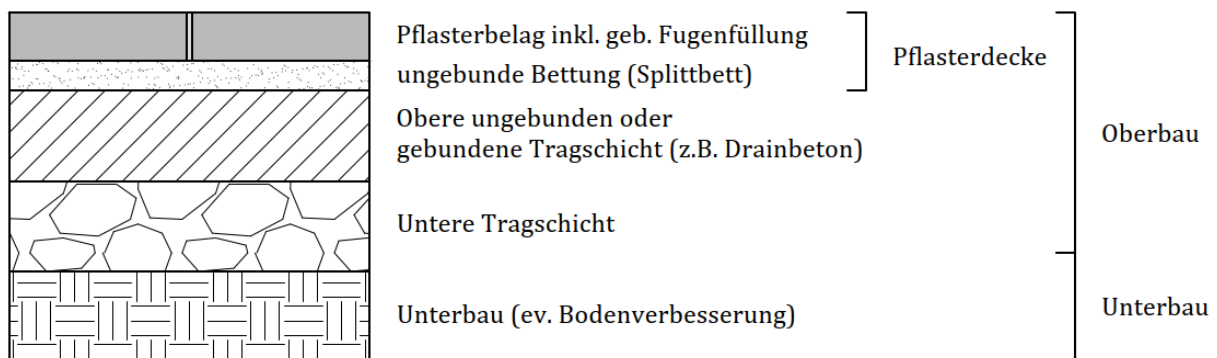 Pflasterbelag inkl. geb. Fugenfüllung
ungebunde Bettung (Splittbett)
Pflasterdecke
Obere ungebunden oder
gebundene Tragschicht (z.B. Drainbeton)
Oberbau
Untere Tragschicht
Unterbau (ev. Bodenverbesserung)
Unterbau